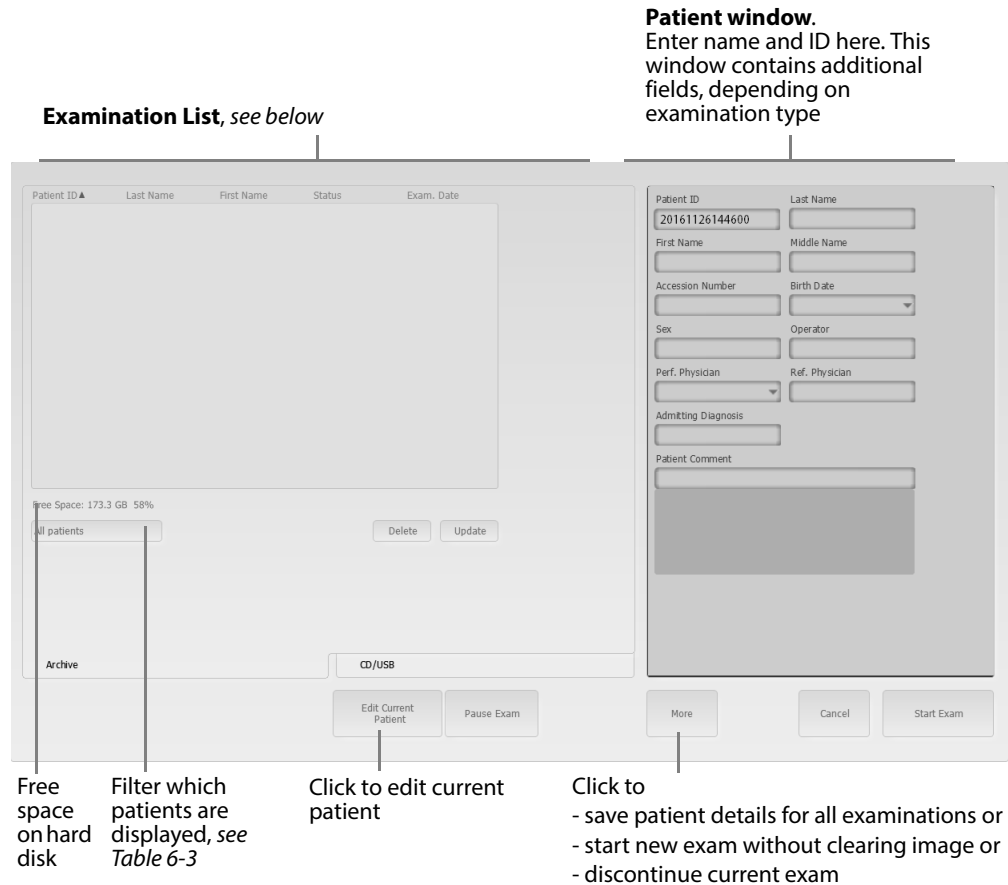 Patient window.
Enter name and ID here. This
window contains additional
fields, depending on
examination type
Examination List, see below
Patient ID▲ Last Name First Name Status Exam. Date
Free Space: 173.3 GB 58%
All patients
Delete Update
Archive
CD/USB
Patient ID Last Name
20161126144600
First Name Middle Name
Accession Number Birth Date
Sex Operator
Perf. Physician Ref. Physician
Admitting Diagnosis
Patient Comment
Edit Current
Patient
Pause Exam
More
Cancel
Start Exam
Free
space
on hard
disk
Filter which
patients are
displayed, see
Table 6-3
Click to edit current
patient
Click to
- save patient details for all examinations or
- start new exam without clearing image or
- discontinue current exam